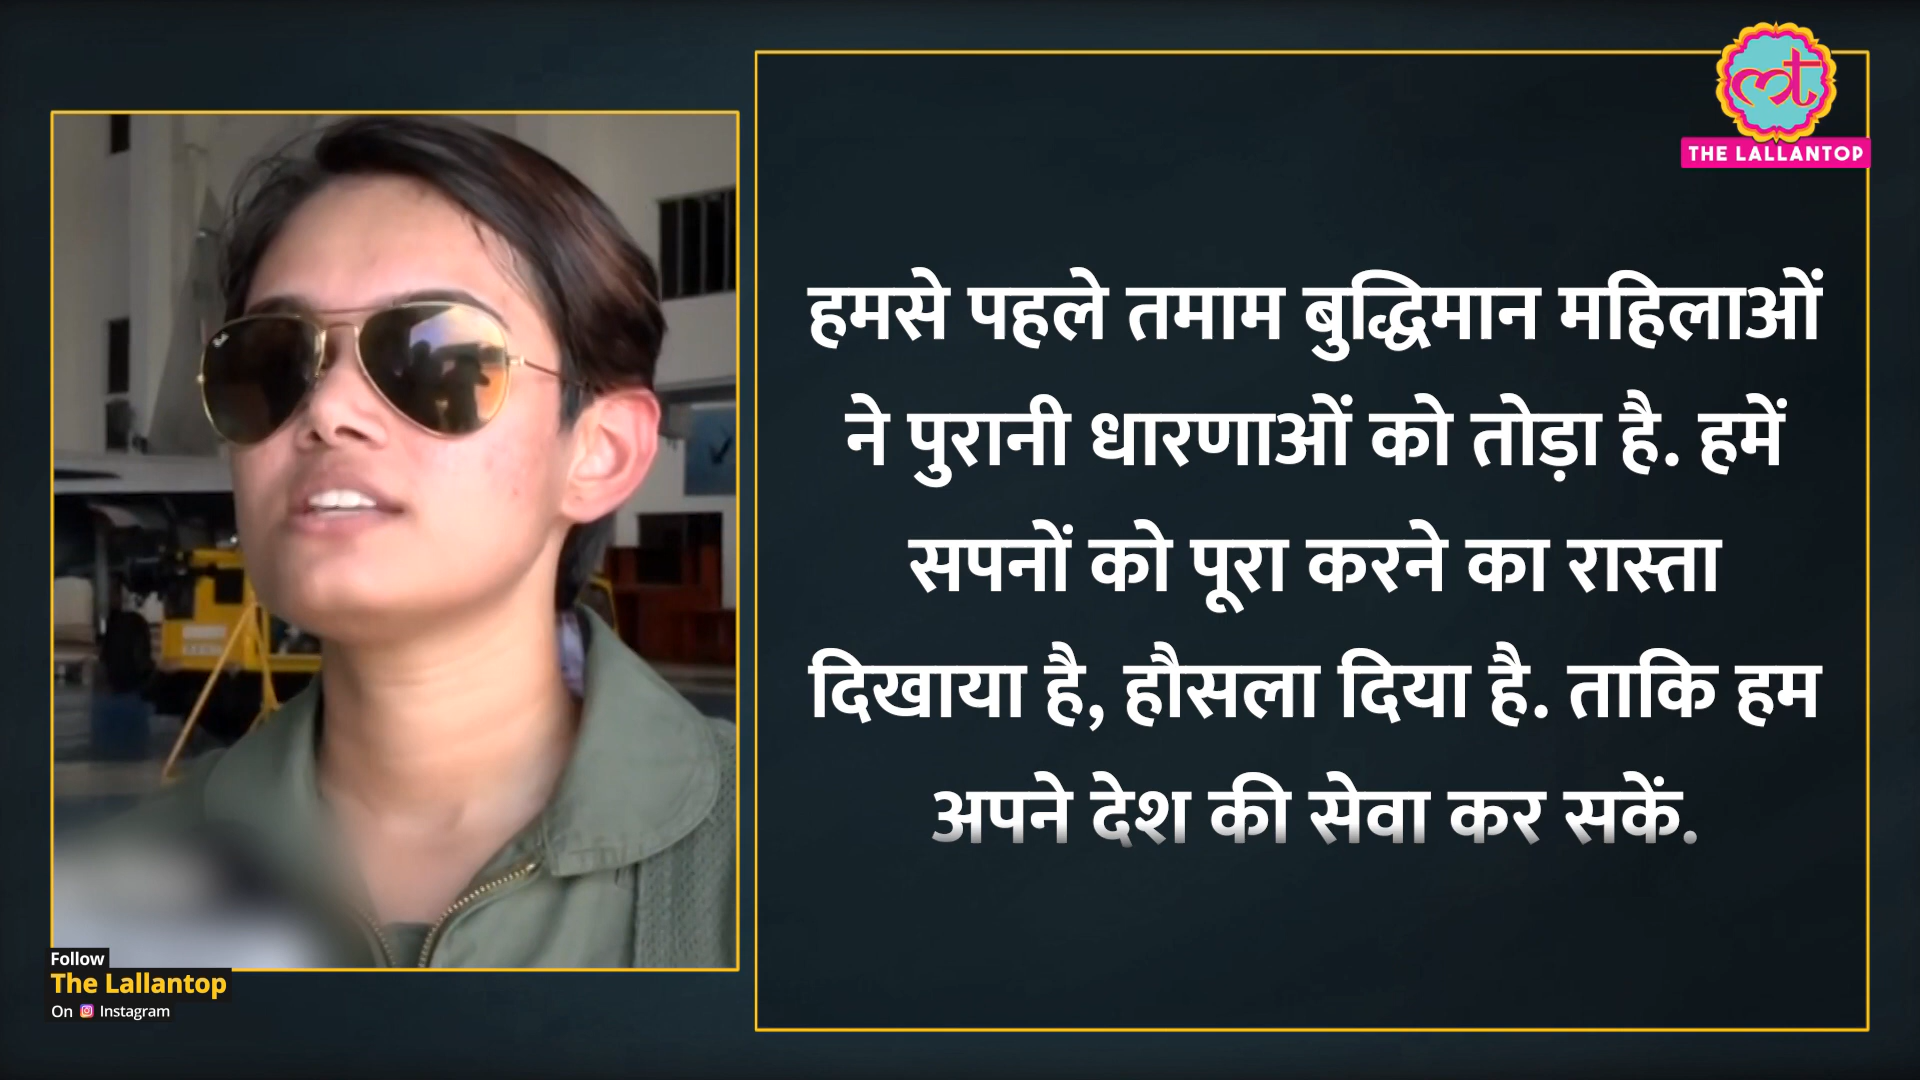 THE LALLANTOP
हमसे पहले तमाम बुद्धिमान महिलाओं
ने पुरानी धारणाओं को तोड़ा है. हमें
सपनों को पूरा करने का रास्ता
दिखाया है, हौसला दिया है. ताकि हम
अपने देश की सेवा कर सकें.
Follow
The Lallantop
On Instagram